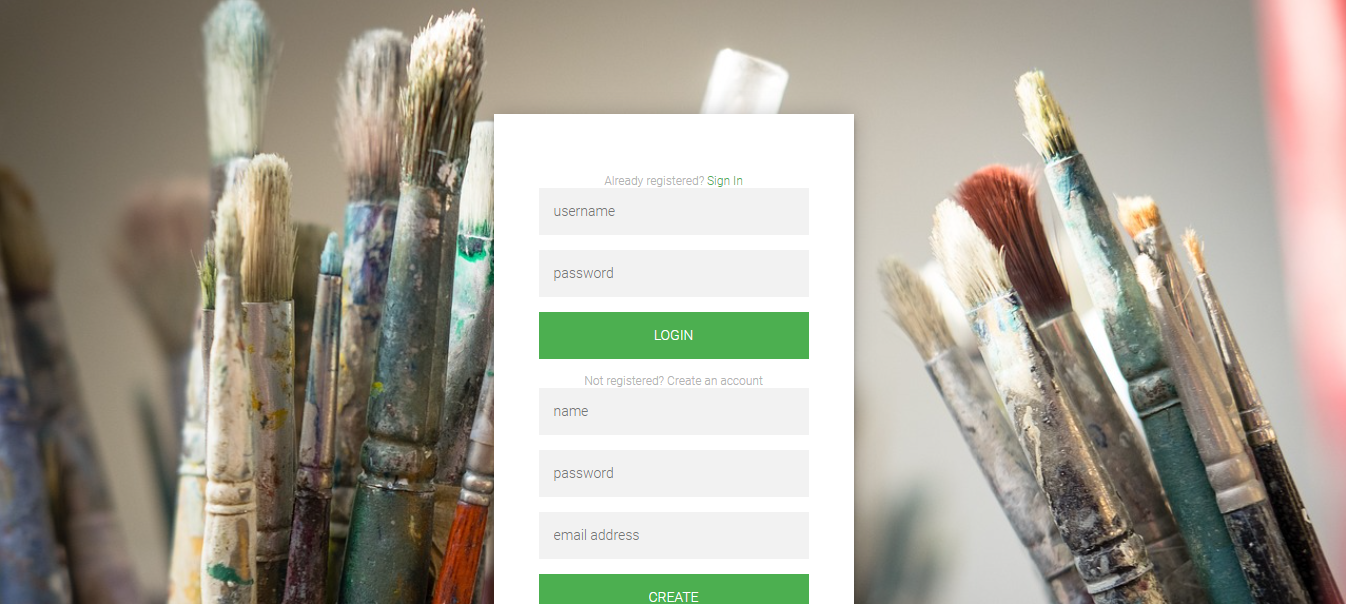 Already registered? Sign In
username
password
LOGIN
Not registered? Create an account
name
password
email address
CREATE